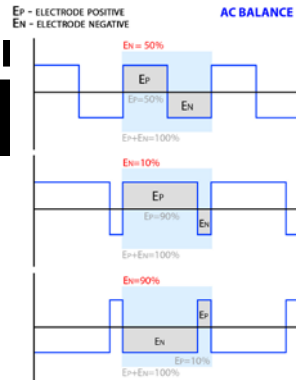 EP - ELECTRODE POSITIVE
EN - ELECTRODE NEGATIVE
AC BALANCE
EN= 50%
EP
EP=50%
EN
EP+EN=100%
EN=10%
EP
EP=90%
EN
EP+EN=100%
EN=90%
EP
EN
EP=10%
EP+EN=100%